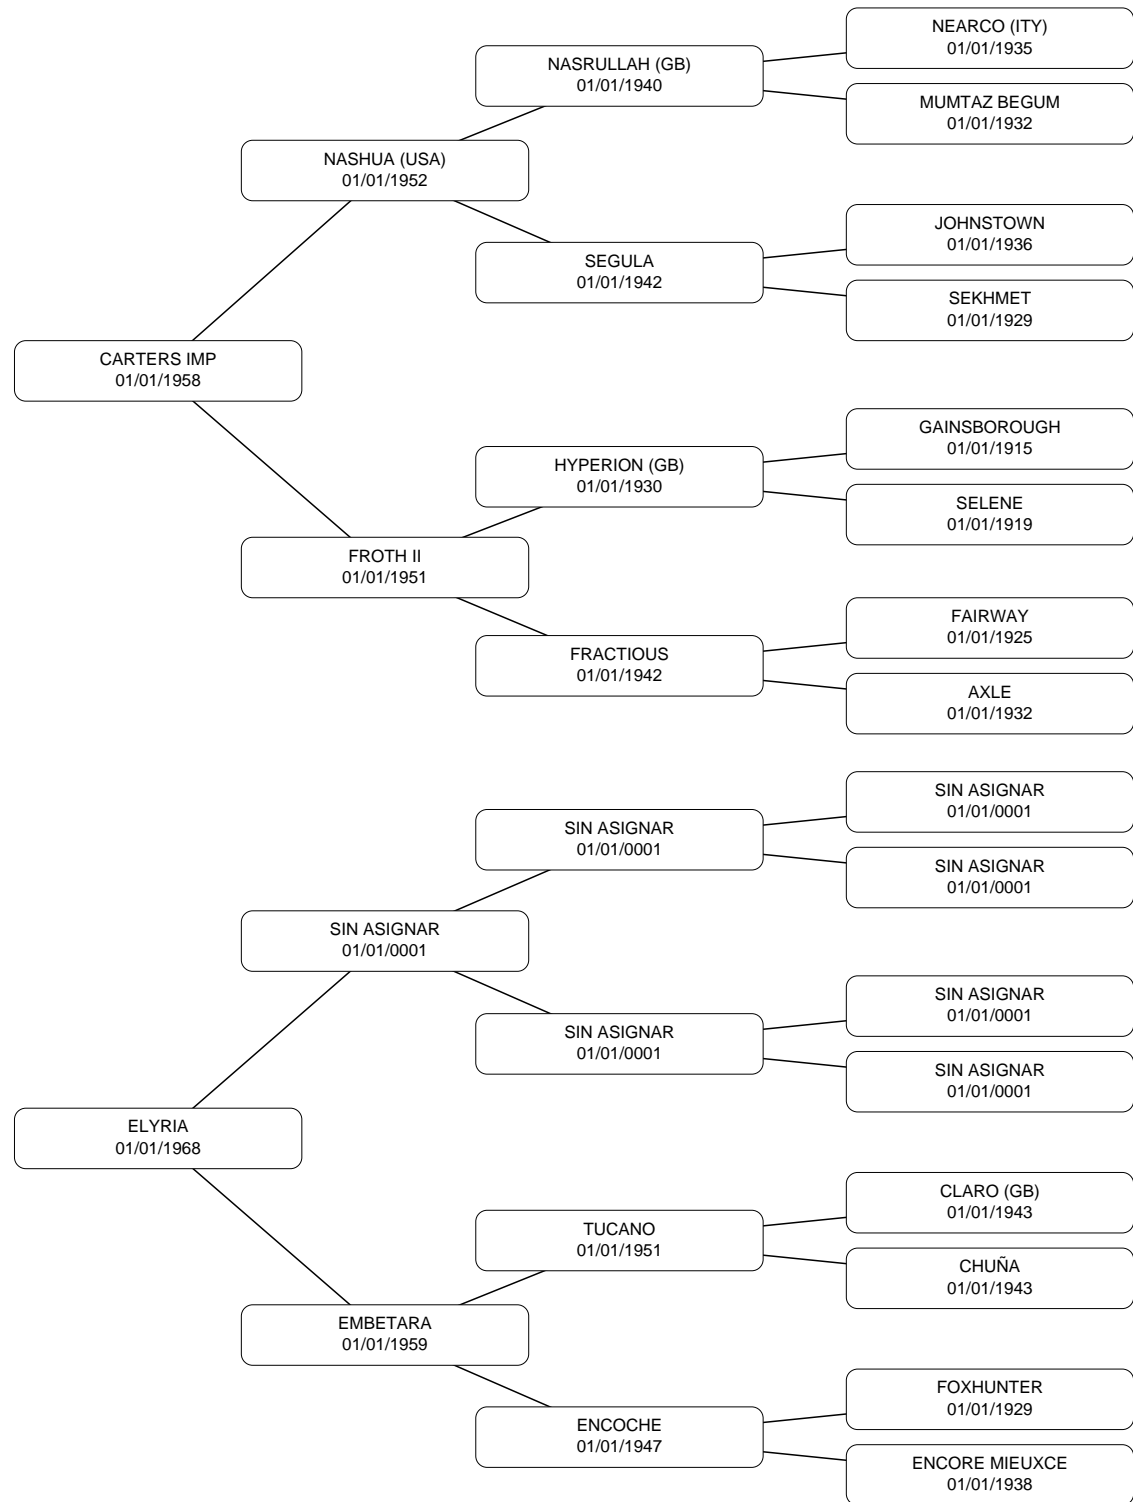 NEARCO (ITY)
01/01/1935
NASRULLAH (GB)
01/01/1940
MUMTAZ BEGUM
01/01/1932
NASHUA (USA)
01/01/1952
JOHNSTOWN
01/01/1936
SEGULA
01/01/1942
SEKHMET
01/01/1929
CARTERS IMP
01/01/1958
GAINSBOROUGH
01/01/1915
HYPERION (GB)
01/01/1930
SELENE
01/01/1919
FROTH II
01/01/1951
FAIRWAY
01/01/1925
FRACTIOUS
01/01/1942
AXLE
01/01/1932
SIN ASIGNAR
01/01/0001
SIN ASIGNAR
01/01/0001
SIN ASIGNAR
01/01/0001
SIN ASIGNAR
01/01/0001
SIN ASIGNAR
01/01/0001
SIN ASIGNAR
01/01/0001
SIN ASIGNAR
01/01/0001
ELYRIA
01/01/1968
CLARO (GB)
01/01/1943
TUCANO
01/01/1951
CHUÑA
01/01/1943
EMBETARA
01/01/1959
FOXHUNTER
01/01/1929
ENCOCHE
01/01/1947
ENCORE MIEUXCE
01/01/1938